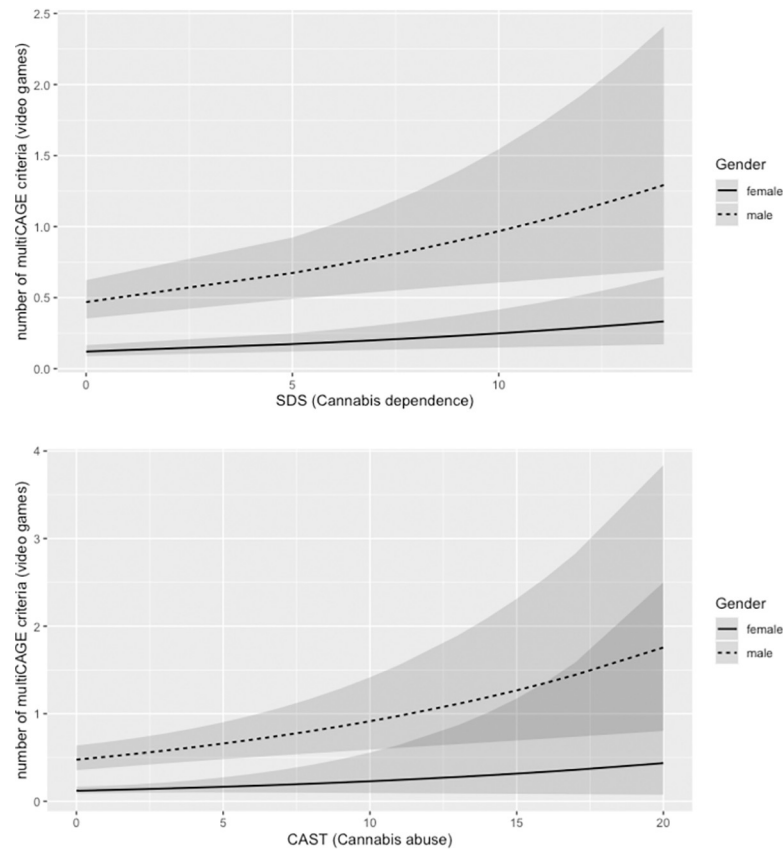 number of multiCAGE criteria (video games)
2.5
2.0
1.5
1.0
0.5
0.0
0
5
10
SDS (Cannabis dependence)
Gender
female
male
number of multiCAGE criteria (video games)
4
3
2
1
0
0
5
10
15
20
CAST (Cannabis abuse)
Gender
female
male